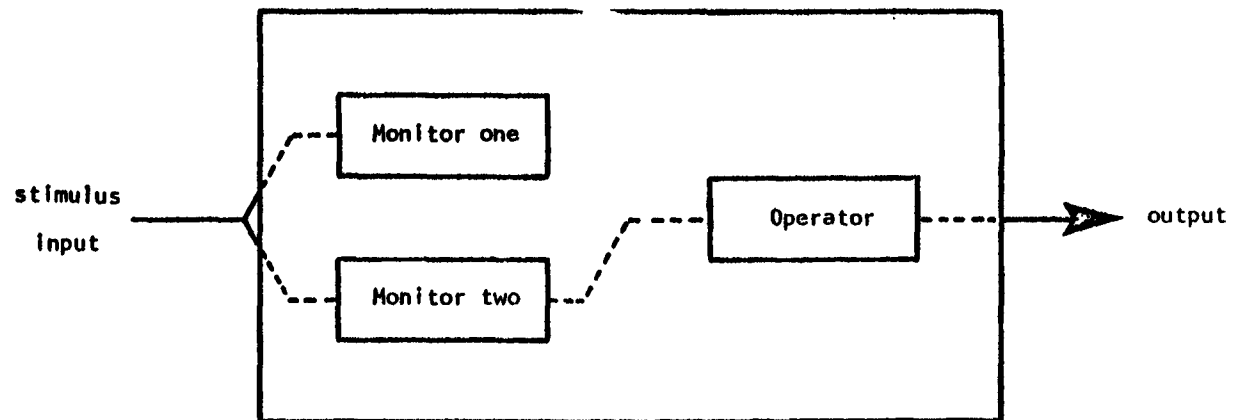 Monitor one
stimulus
input
Operator
output
Monitor two